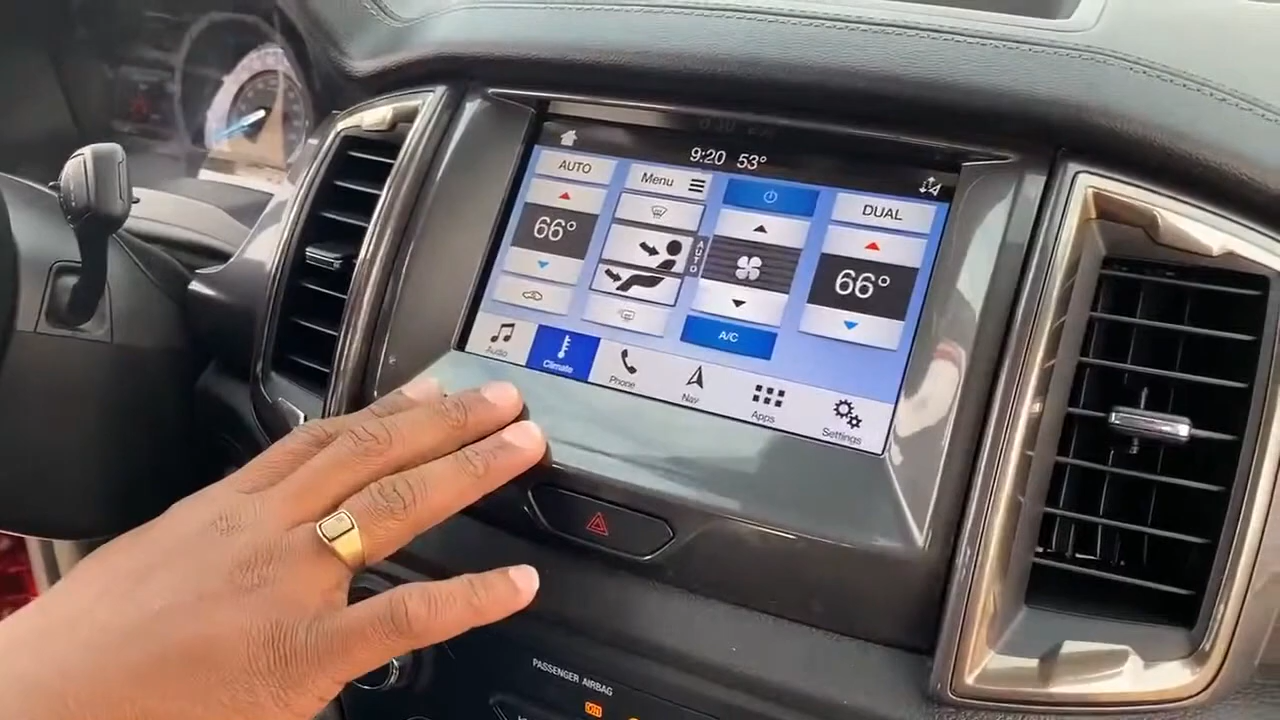 9:20 53°
AUTO
66°
Menu
AUTO
A/C
DUAL
66°
Audio
Climate
Phone
Nav
Apps
Settings
PASSENGER AIRBAG